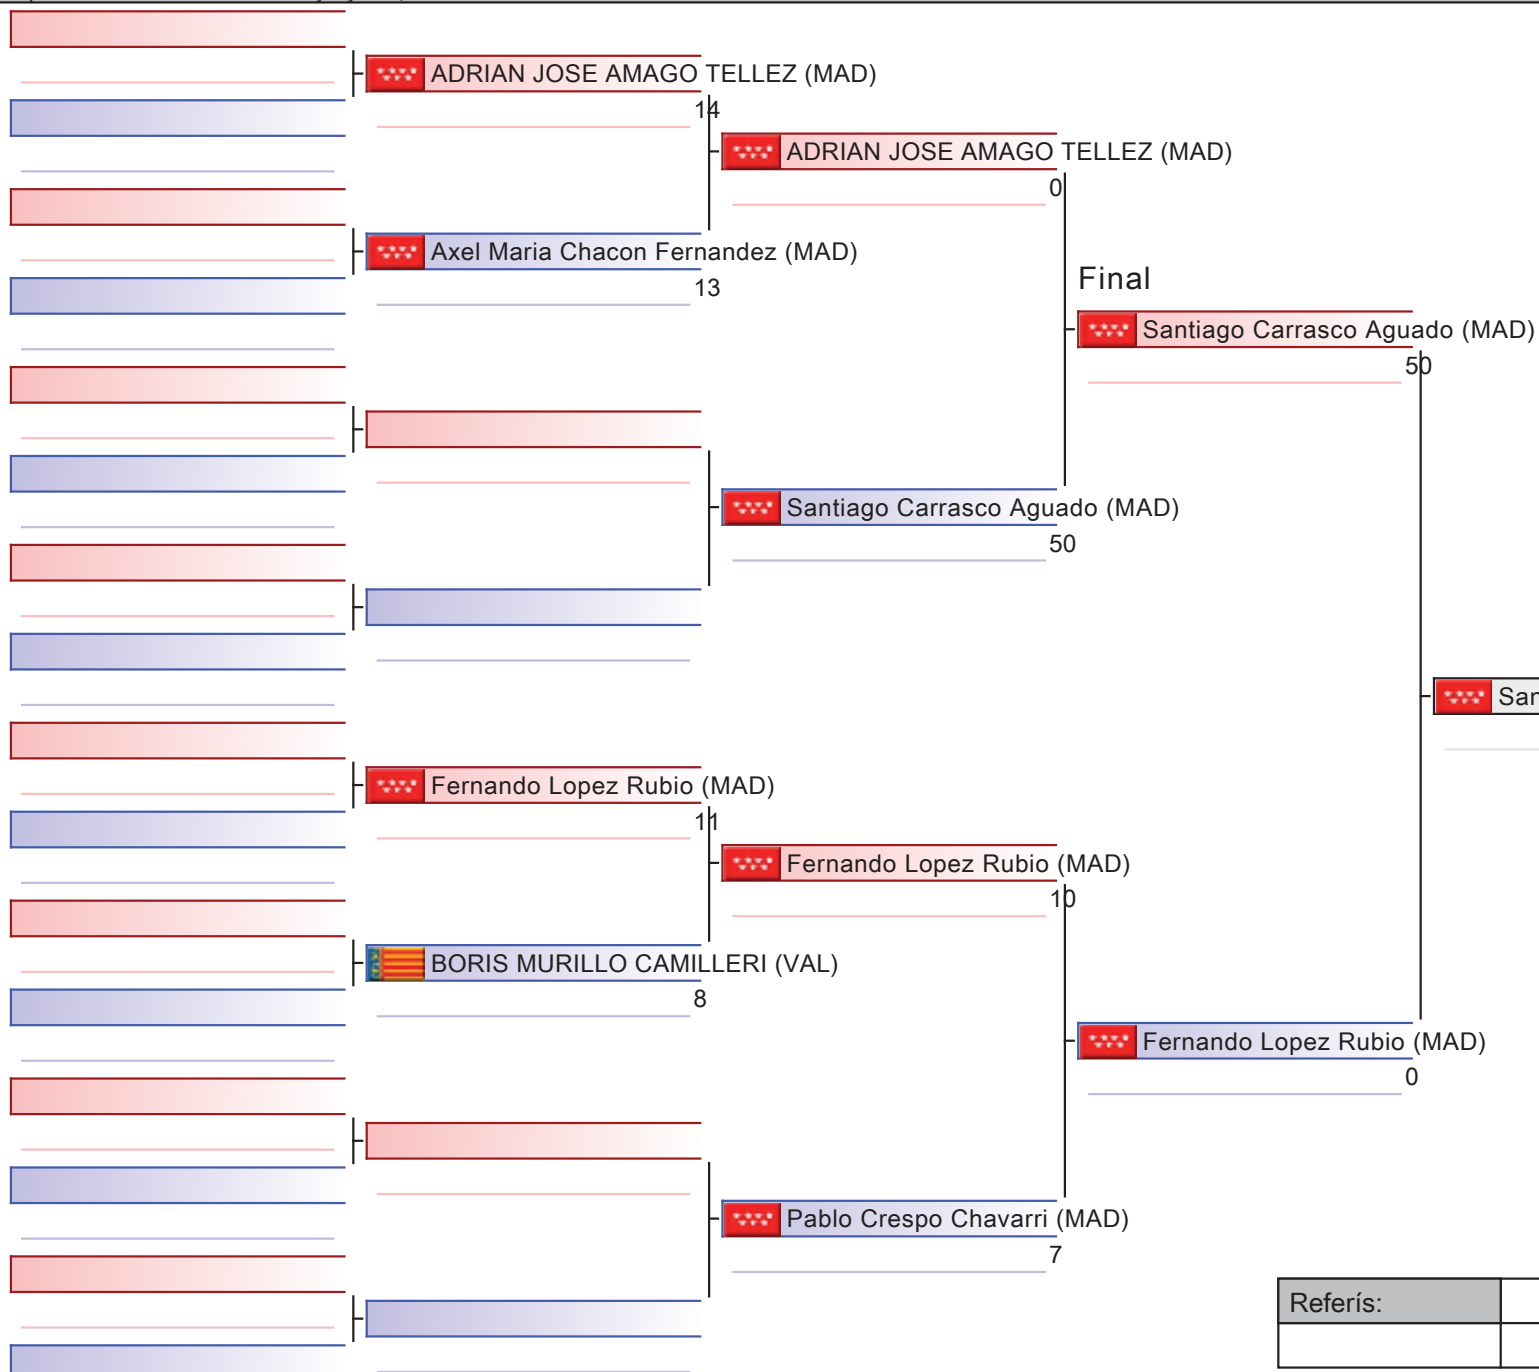 ADRIAN JOSE AMAGO TELLEZ (MAD)
14
ADRIAN JOSE AMAGO TELLEZ (MAD)
0
Axel Maria Chacon Fernandez (MAD)
13
Final
Santiago Carrasco Aguado (MAD)
50
Santiago Carrasco Aguado (MAD)
50
San
Fernando Lopez Rubio (MAD)
11
Fernando Lopez Rubio (MAD)
10
BORIS MURILLO CAMILLERI (VAL)
8
Fernando Lopez Rubio (MAD)
0
Pablo Crespo Chavarri (MAD)
7
Referís: